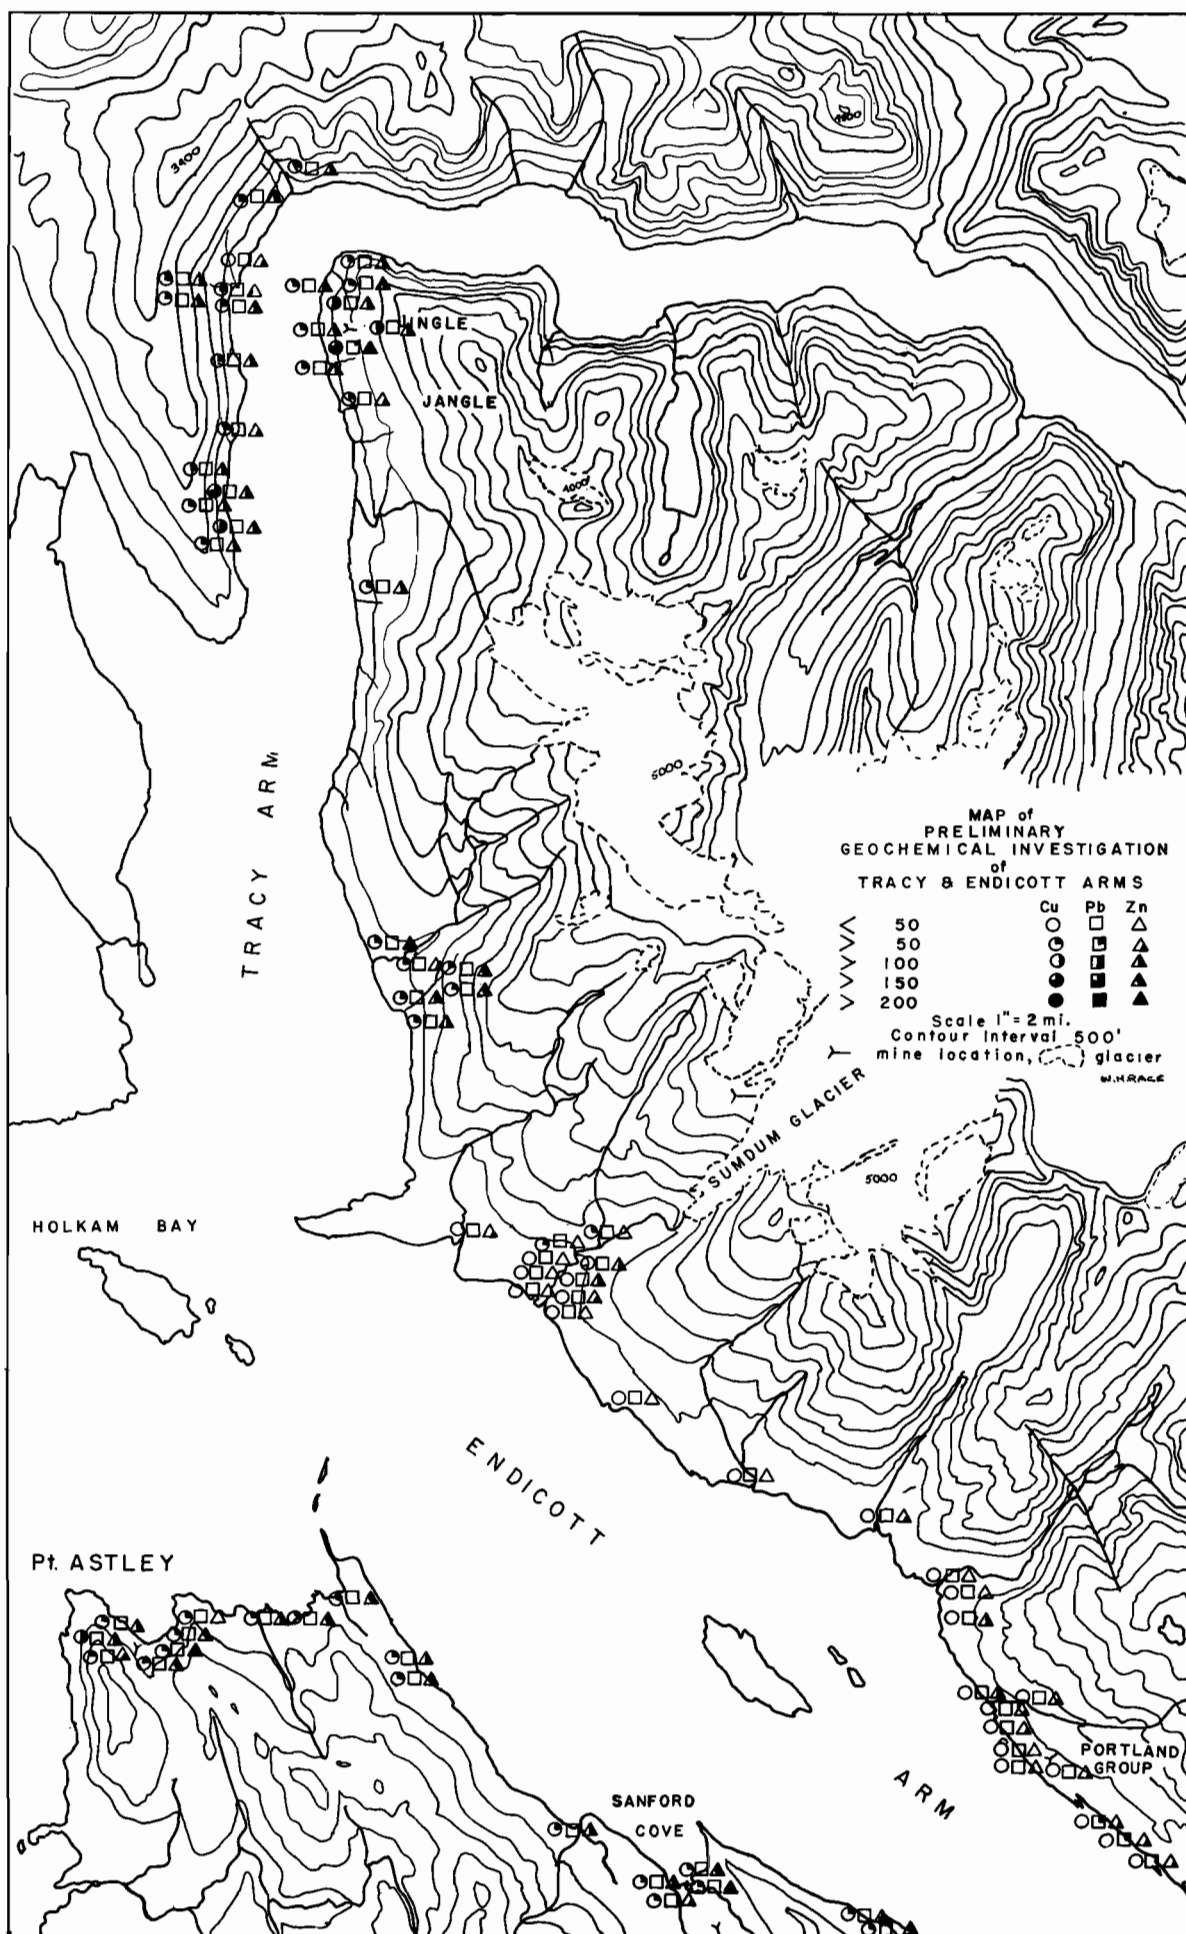 3400
4800
JINGLE
JANGLE
4000
5000
TRACY ARM
MAP of
PRELIMINARY
GEOCHEMICAL INVESTIGATION
of
TRACY & ENDICOTT ARMS
Cu Pb Zn
< 50
> 50
> 100
> 150
> 200
Scale 1" = 2 mi.
Contour Interval 500'
mine location, glacier
W.H.RACE
SUMDUM GLACIER
5000
HOLKAM BAY
ENDICOTT
Pt. ASTLEY
PORTLAND
GROUP
ARM
SANFORD
COVE